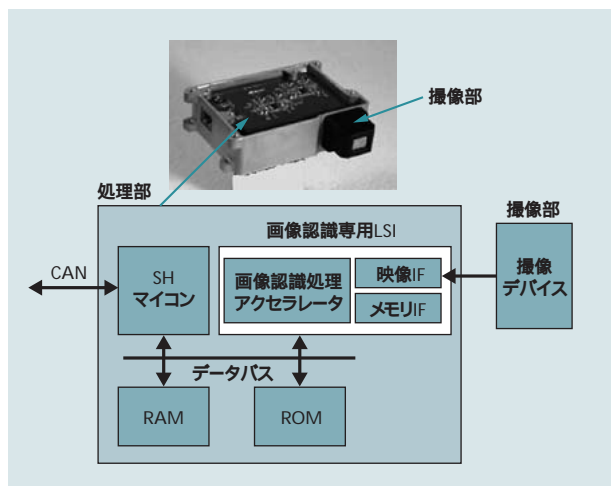 撮像部
処理部
撮像部
画像認識専用LSI
CAN
SH
マイコン
画像認識処理
アクセラレータ
映像IF
メモリIF
撮像
デバイス
データバス
RAM
ROM